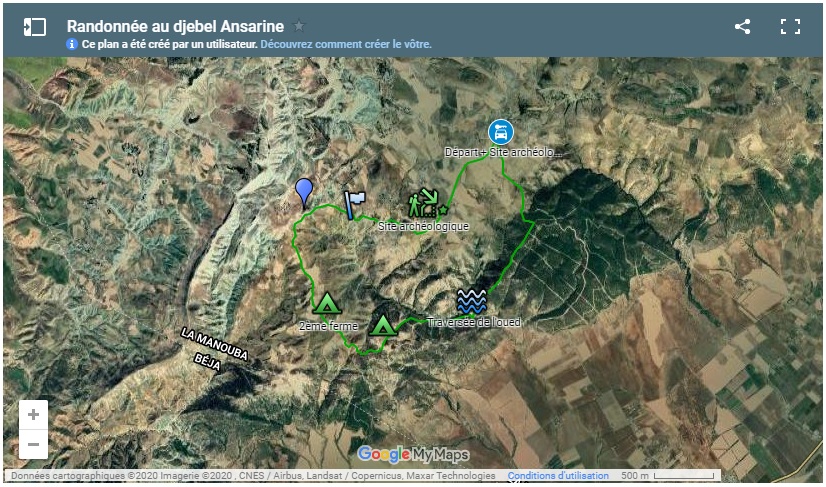 Randonnée au djebel Ansarine
Ce plan a été créé par un utilisateur. Découvrez comment créer le vôtre.
Départ + Site archéolo...
Site archéologique
2ème ferme
Traversée de l'oued
LA MANOUBA
BÉJA
+
−
Google My Maps
Données cartographiques ©2020 Imagerie ©2020 , CNES / Airbus, Landsat / Copernicus, Maxar Technologies Conditions d'utilisation 500 m